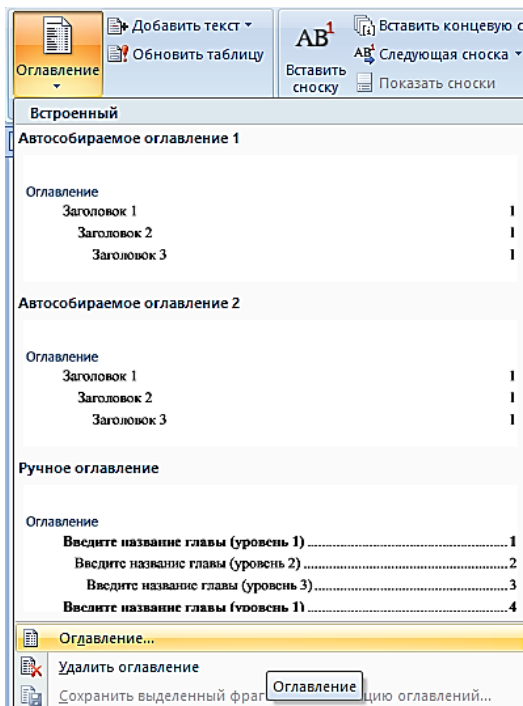 Добавить текст
Обновить таблицу
Оглавление
AB1
Вставить сноску
Вставить концевую с
AB1 Следующая сноска
Показать сноски
Встроенный
Автособираемое оглавление 1
Оглавление
Заголовок 1 1
Заголовок 2 1
Заголовок 3 1
Автособираемое оглавление 2
Оглавление
Заголовок 1 1
Заголовок 2 1
Заголовок 3 1
Ручное оглавление
Оглавление
Введите название главы (уровень 1) 1
Введите название главы (уровень 2) 2
Введите название главы (уровень 3) 3
Введите название главы (уровень 1) 4
Оглавление...
Удалить оглавление
Оглавление
Сохранить выделенный фраг цию оглавлений...